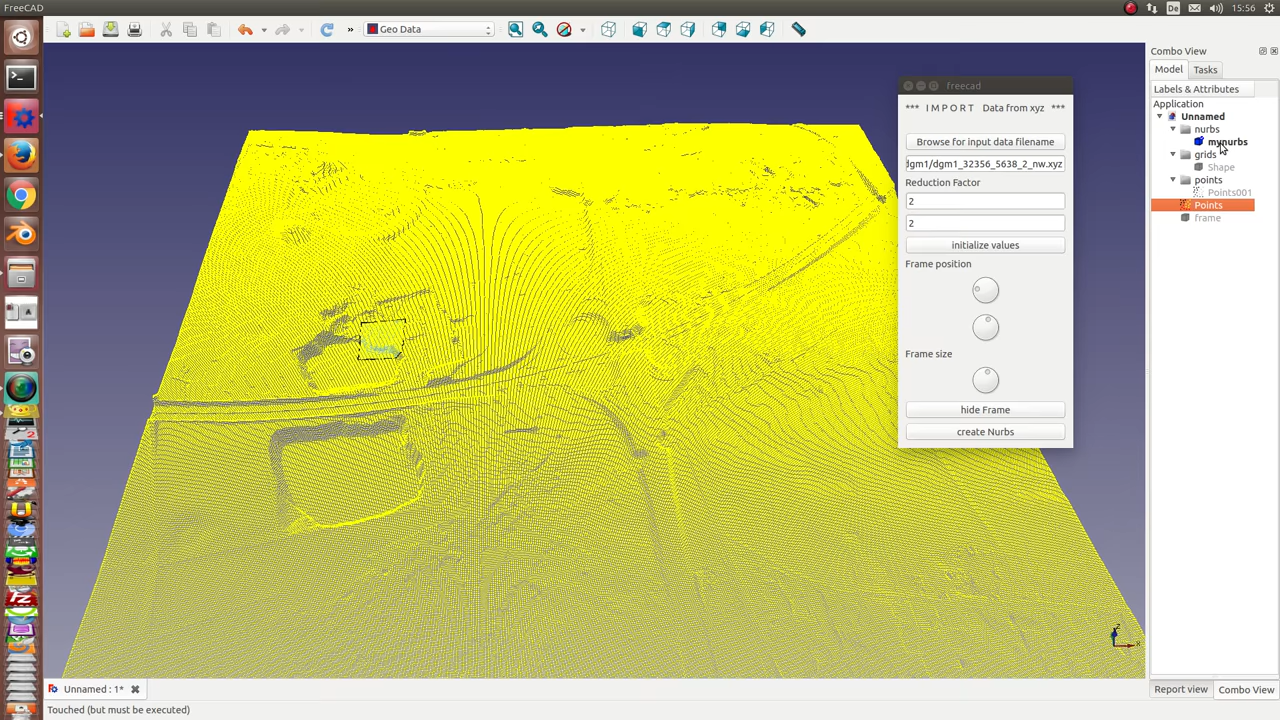 FreeCAD
De
15:56
Geo Data
Combo View
Model
Tasks
Labels & Attributes
Application
Unnamed
nurbs
mynurbs
grids
Shape
points
Points001
Points
frame
freecad
*** I M P O R T Data from xyz ***
Browse for input data filename
dgm1/dgm1_32356_5638_2_nw.xyz
Reduction Factor
2
2
initialize values
Frame position
Frame size
hide Frame
create Nurbs
Z
X
Unnamed : 1*
Report view
Combo View
Touched (but must be executed)